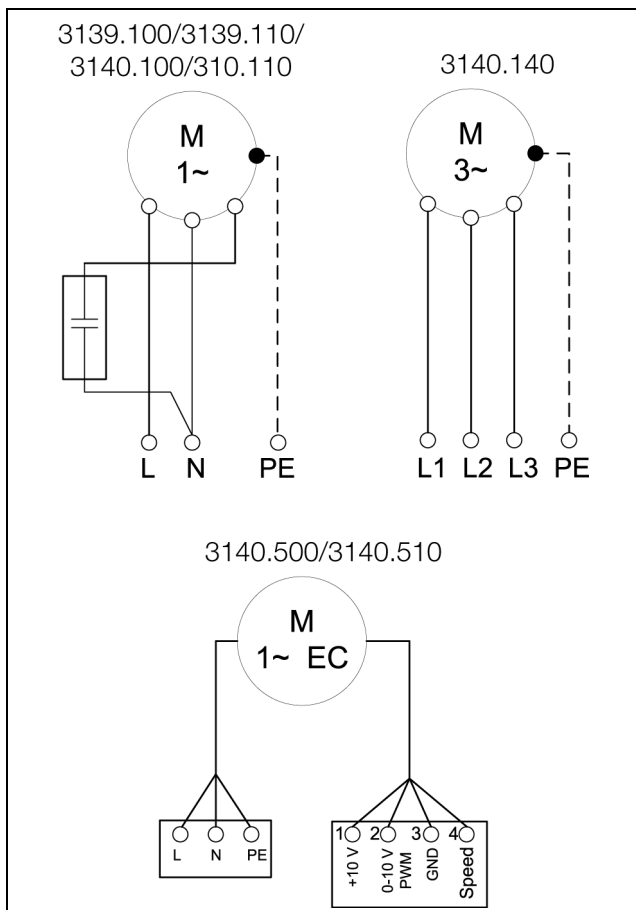 3139.100/3139.110/
3140.100/310.110
M
1~
L
N
PE
3140.140
M
3~
L1
L2
L3
PE
3140.500/3140.510
M
1~ EC
L
N
PE
1
+10 V
2
0-10 V
PWM
3
GND
4
Speed